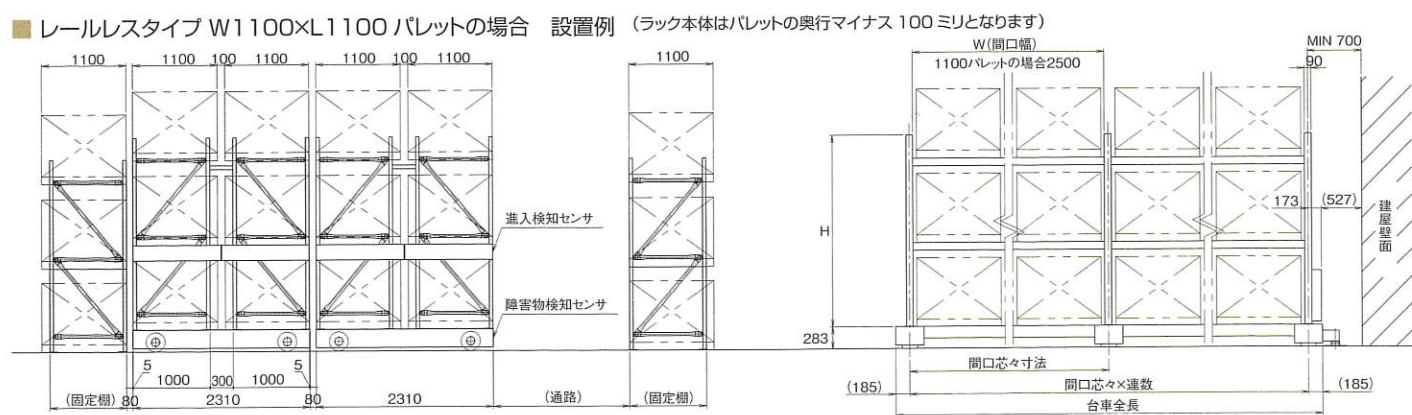 ■ レールレスタイプ W1100×L1100 パレットの場合 設置例 (ラック本体はパレットの奥行マイナス 100 ミリとなります)
1100 1100 100 1100 1100 100 1100 1100
進入検知センサ
障害物検知センサ
5 1000 300 1000 5
(固定棚) 80 2310 80 2310 (通路) (固定棚)
W(間口幅) MIN 700
1100パレットの場合2500 90
H
173 (527)
建屋壁面
283
間口芯々寸法
(185) 間口芯々×連数 (185)
台車全長